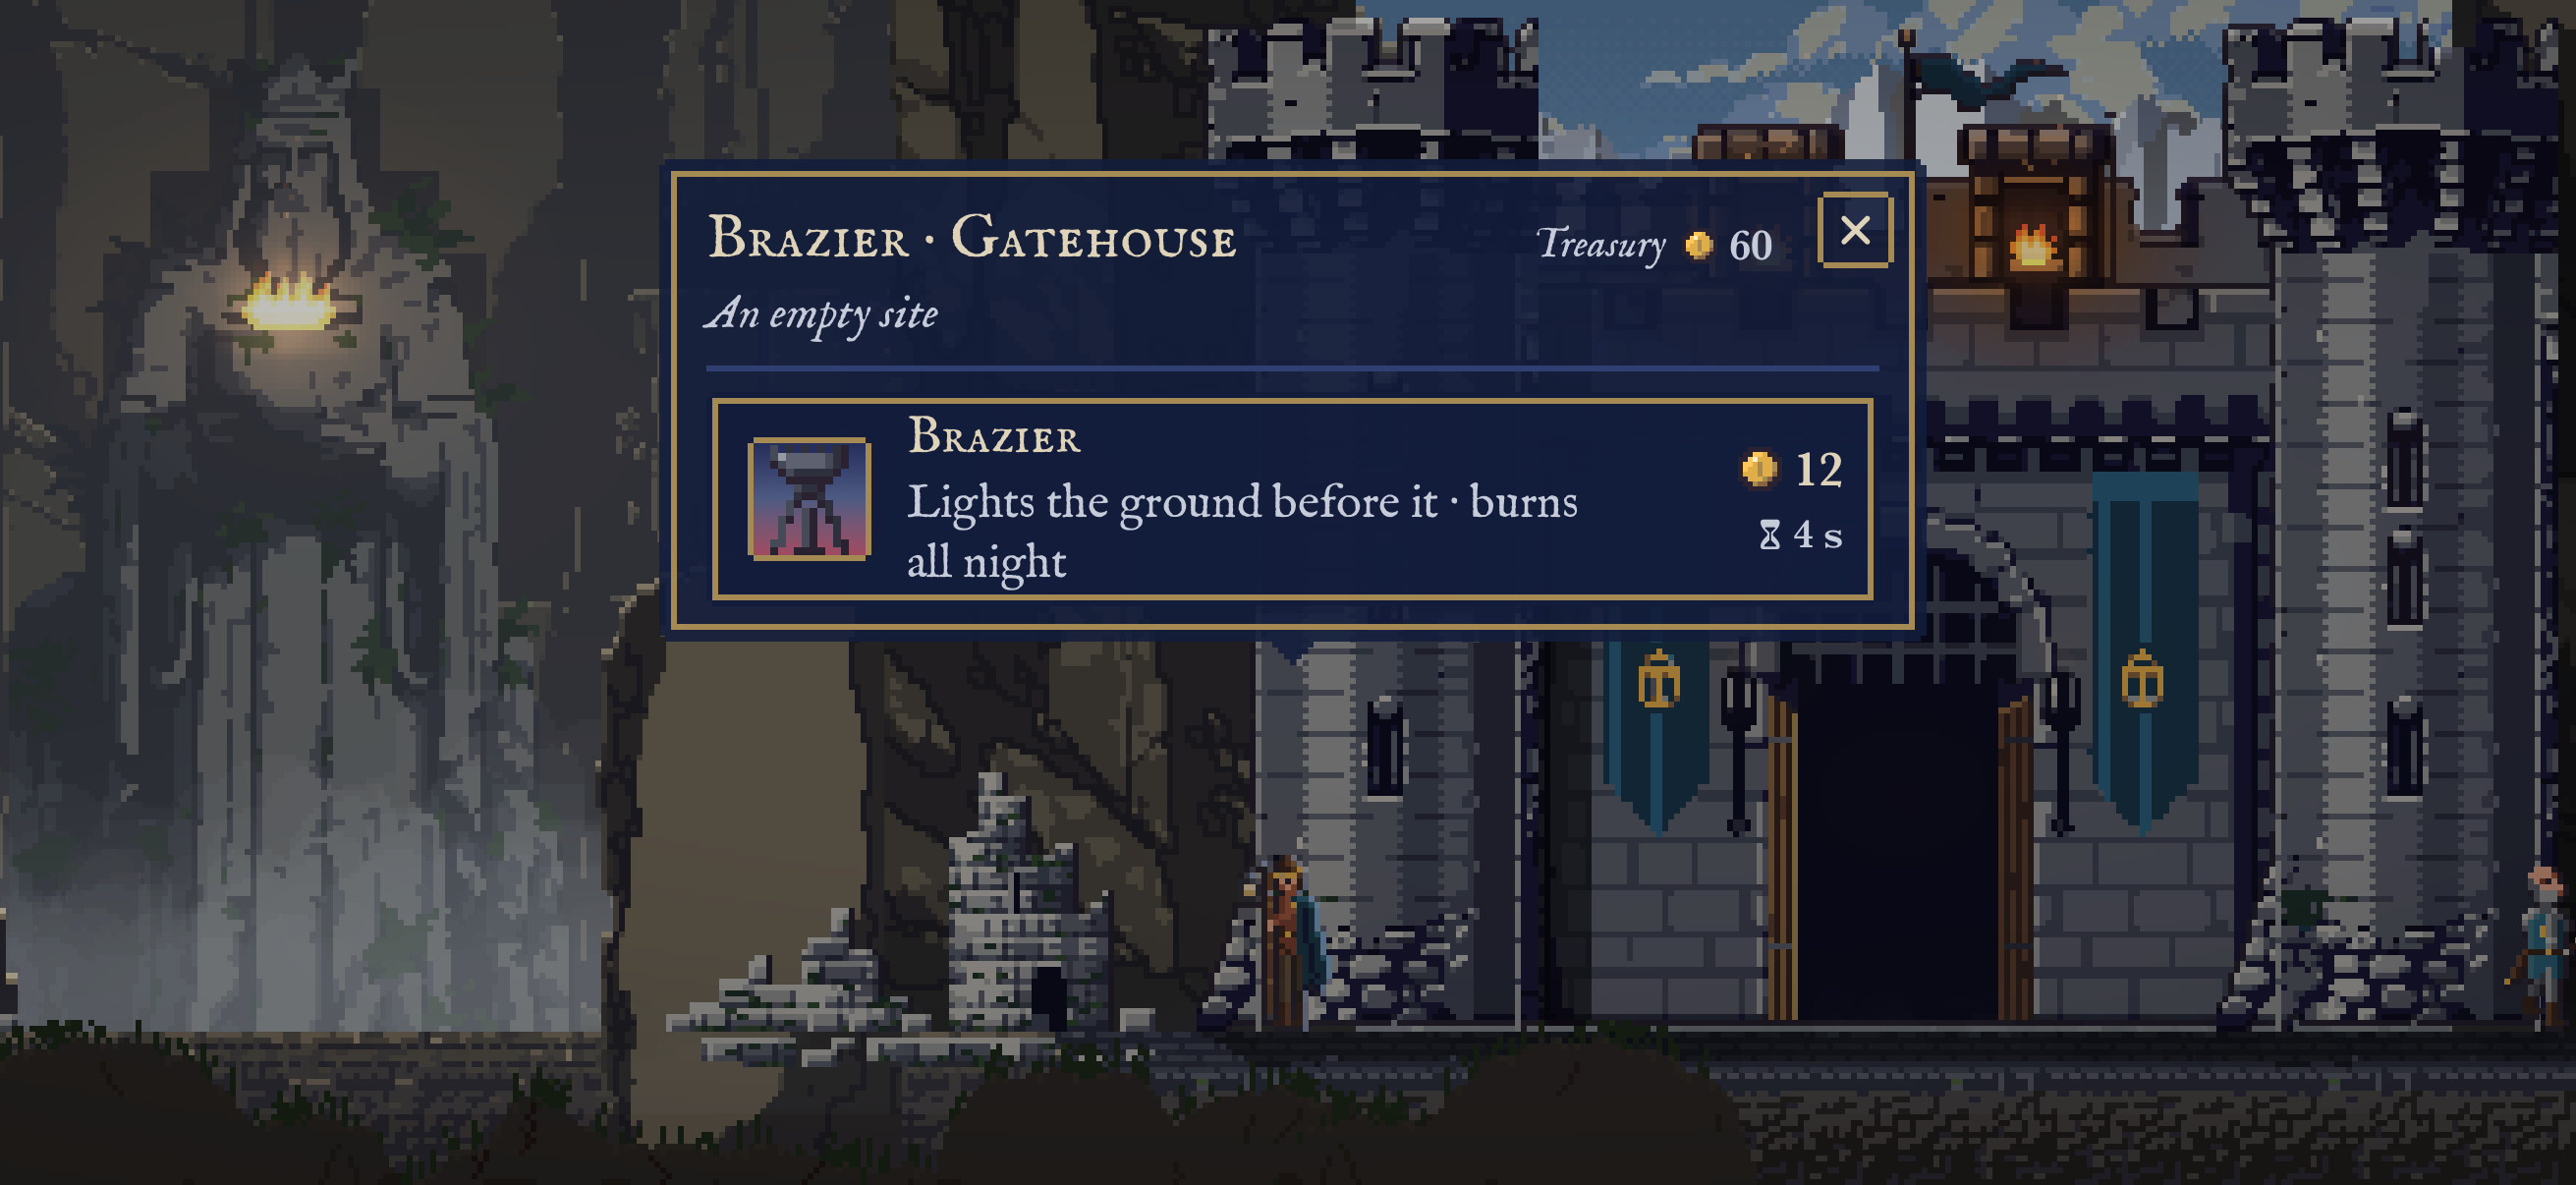 Brazier · Gatehouse
Treasury 60
An empty site
Brazier
Lights the ground before it · burns
all night
12
4 s